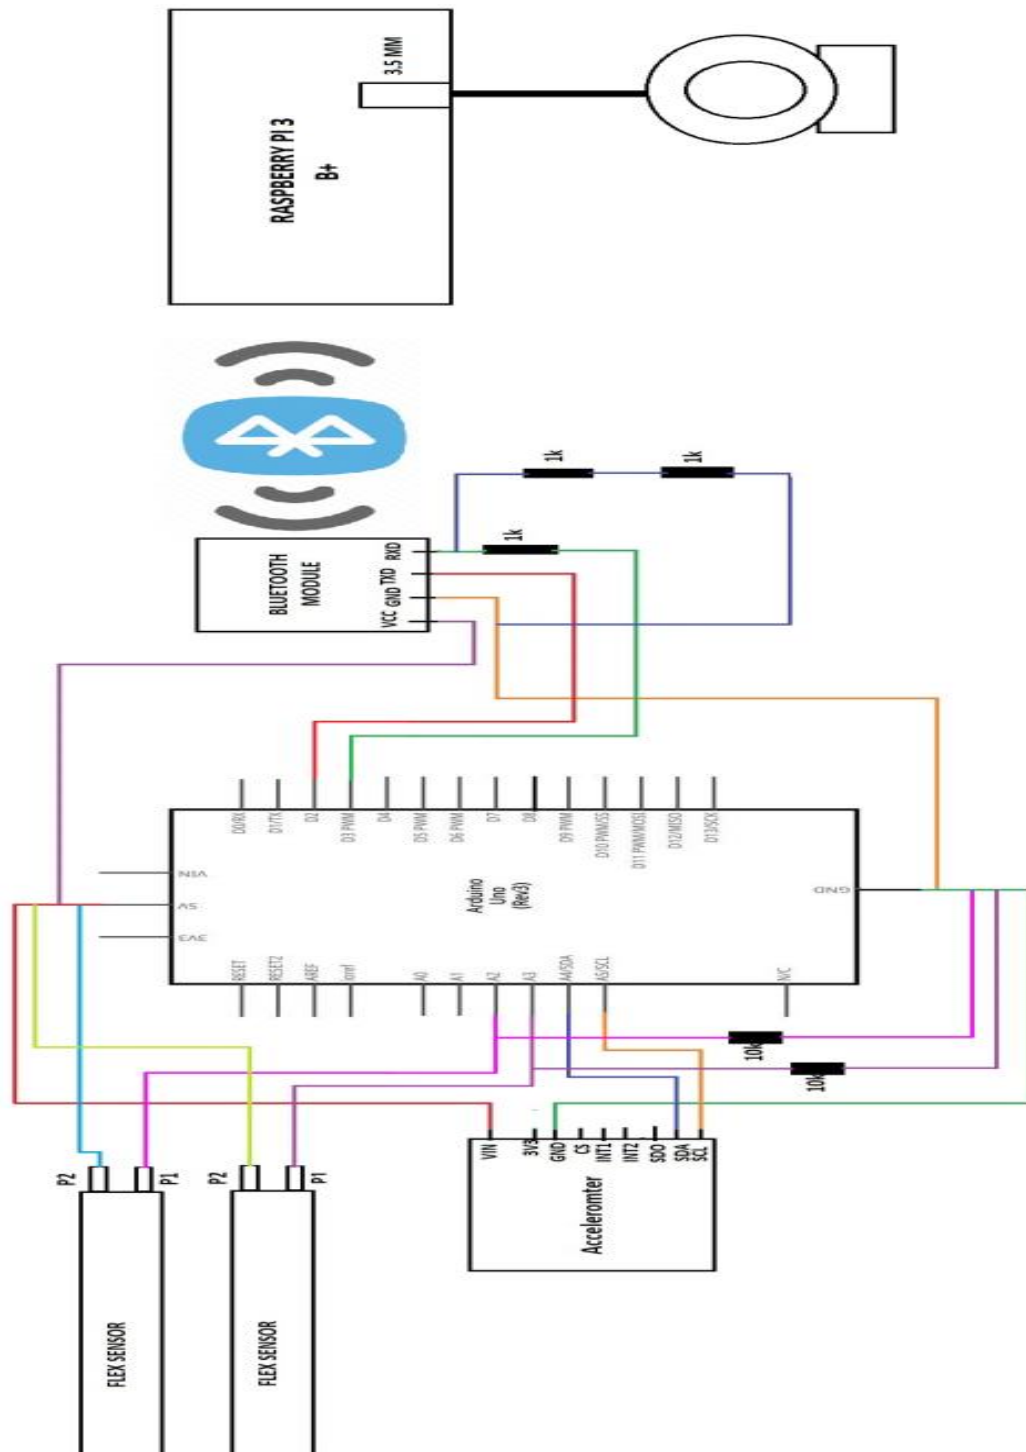 3.5 MM
RASPBERRY PI 3
B+
1k
1k
1k
BLUETOOTH
MODULE
VCC
GND
TXD
RXD
D0/RX
D1/TX
D2
D3 PWM
D4
D5 PWM
D6 PWM
D7
D8
D9 PWM
D10 PWM/SS
D11 PWM/MOSI
D12/MISO
D13/SCK
VIN
5V
3V3
Arduino
Uno
(Rev3)
GND
RESET
RESET2
AREF
ioref
A0
A1
A2
A3
A4/SDA
A5/SCL
N/C
10k
10k
P2
P1
P2
P1
VIN
3V3
GND
CS
INT1
INT2
SDO
SDA
SCL
Acceleromter
FLEX SENSOR
FLEX SENSOR